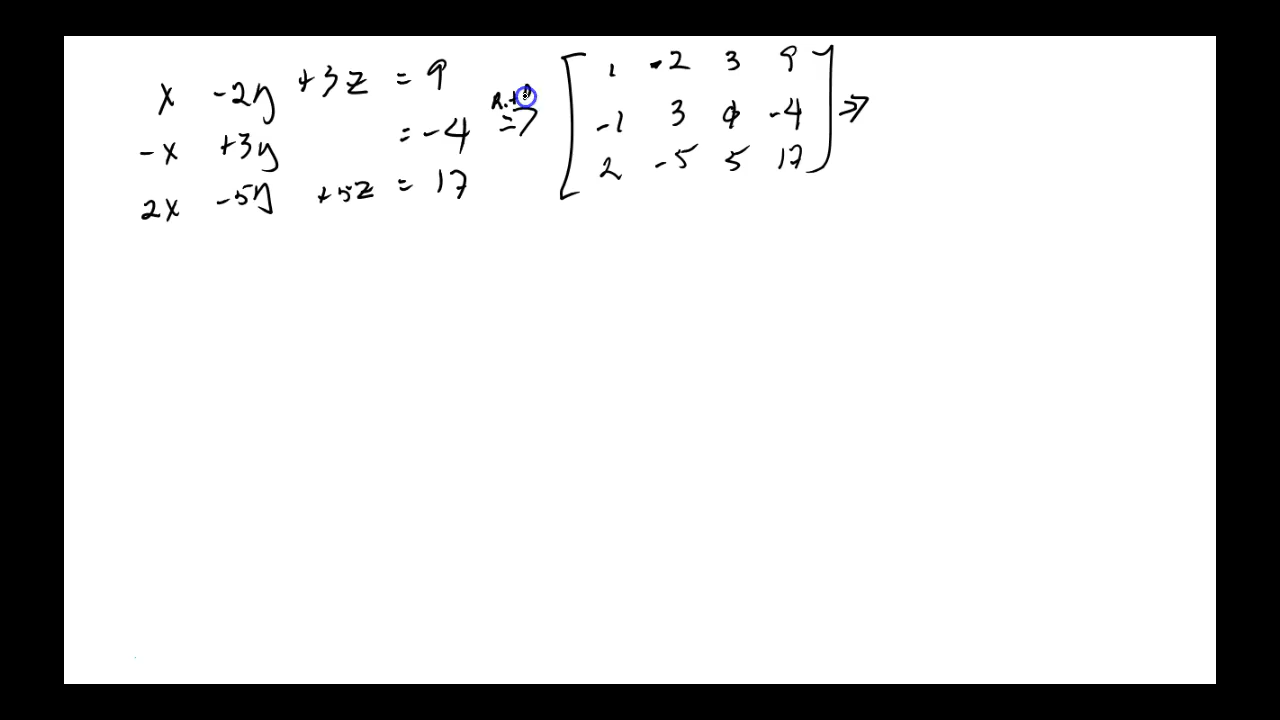 x -2y +3z = 9
-x +3y = -4
2x -5y +5z = 17
⇒
1 -2 3 9
-1 3 0 -4
2 -5 5 17
⇒